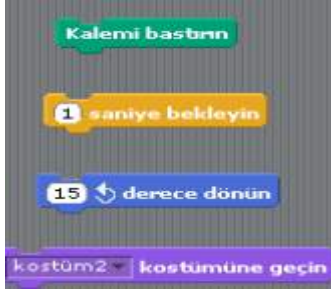 Kalemi bastırın
1 saniye bekleyin
15 derece dönün
kostüm2 kostümüne geçin